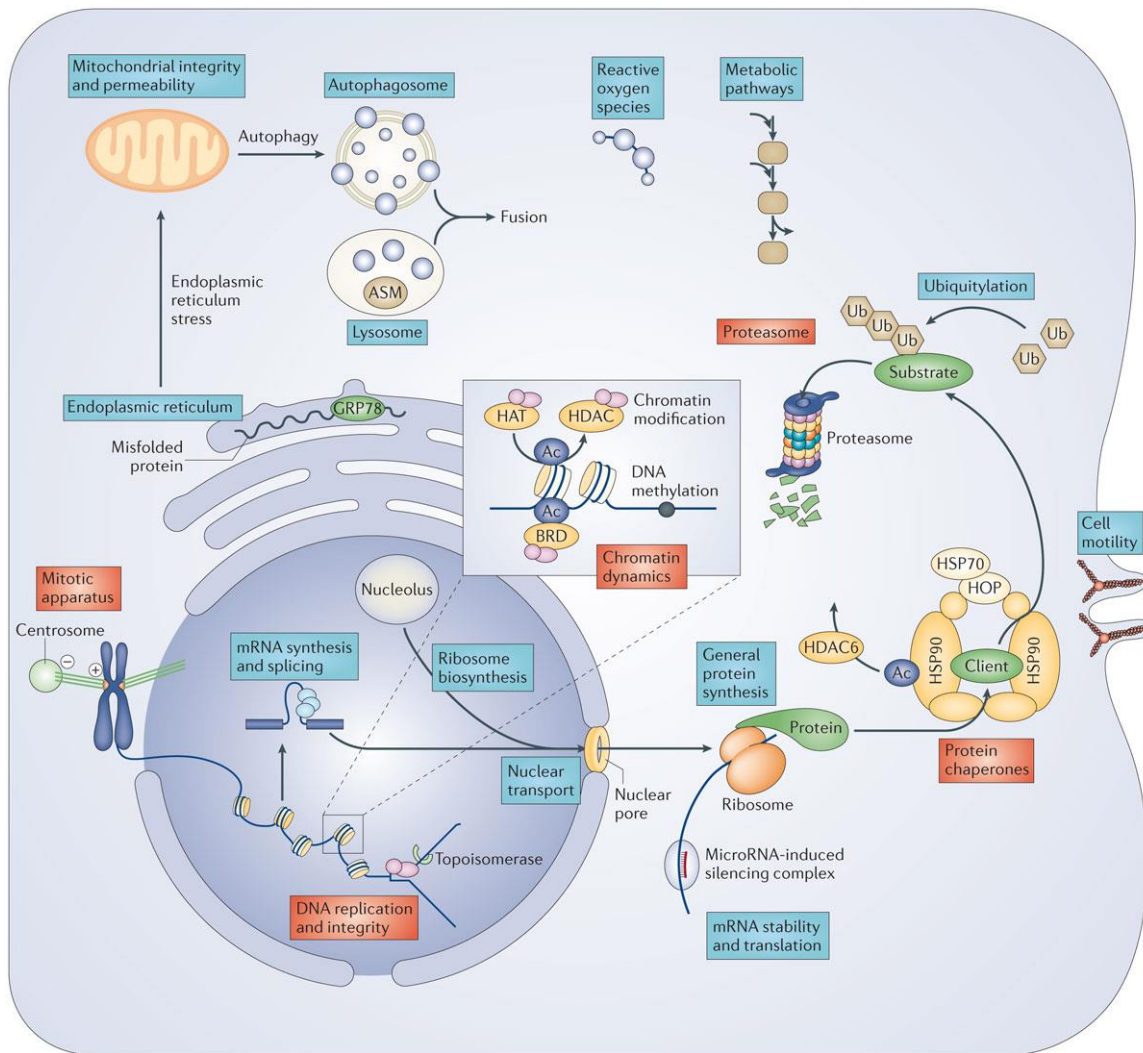 Mitochondrial integrity
and permeability
Autophagosome
Reactive
oxygen
species
Metabolic
pathways
Autophagy
Fusion
Endoplasmic
reticulum
stress
ASM
Lysosome
Ubiquitylation
Ub
Ub
Ub
Ub
Ub
Substrate
Proteasome
Proteasome
Endoplasmic reticulum
GRP78
Misfolded
protein
HAT
HDAC
Chromatin
modification
Ac
DNA
methylation
Ac
BRD
Chromatin
dynamics
Cell
motility
Mitotic
apparatus
Centrosome
−
+
Nucleolus
mRNA synthesis
and splicing
Ribosome
biosynthesis
Nuclear
transport
Nuclear
pore
General
protein
synthesis
Protein
Ribosome
HSP70
HOP
HDAC6
Ac
HSP90
Client
HSP90
Protein
chaperones
Topoisomerase
DNA replication
and integrity
MicroRNA-induced
silencing complex
mRNA stability
and translation